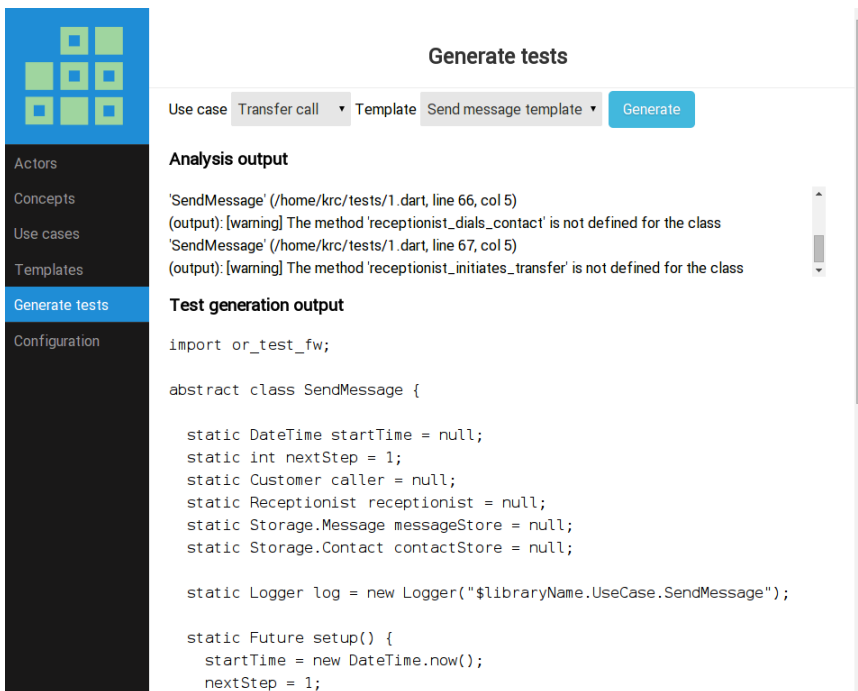 Generate tests
Use case Transfer call Template Send message template Generate
Actors
Concepts
Use cases
Templates
Generate tests
Configuration
Analysis output
'SendMessage' (/home/krc/tests/1.dart, line 66, col 5)
(output): [warning] The method 'receptionist_dials_contact' is not defined for the class
'SendMessage' (/home/krc/tests/1.dart, line 67, col 5)
(output): [warning] The method 'receptionist_initiates_transfer' is not defined for the class
Test generation output
import or_test_fw;
abstract class SendMessage {
static DateTime startTime = null;
static int nextStep = 1;
static Customer caller = null;
static Receptionist receptionist = null;
static Storage.Message messageStore = null;
static Storage.Contact contactStore = null;
static Logger log = new Logger("$libraryName.UseCase.SendMessage");
static Future setup() {
startTime = new DateTime.now();
nextStep = 1;